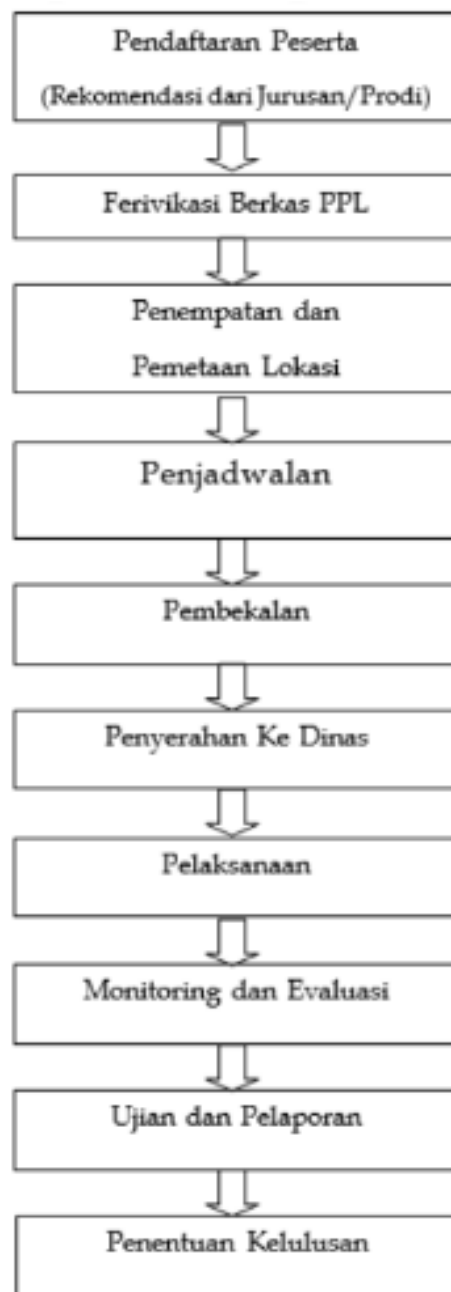 Pendaftaran Peserta
(Rekomendasi dari Jurusan/Prodi)
Ferivikasi Berkas PPL
Penempatan dan
Pemetaan Lokasi
Penjadwalan
Pembekalan
Penyerahan Ke Dinas
Pelaksanaan
Monitoring dan Evaluasi
Ujian dan Pelaporan
Penentuan Kelulusan